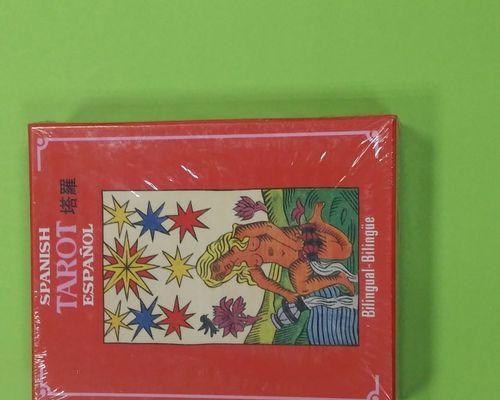 SPANISH
TAROT 塔羅
ESPAÑOL
Bilingual-Bilingüe